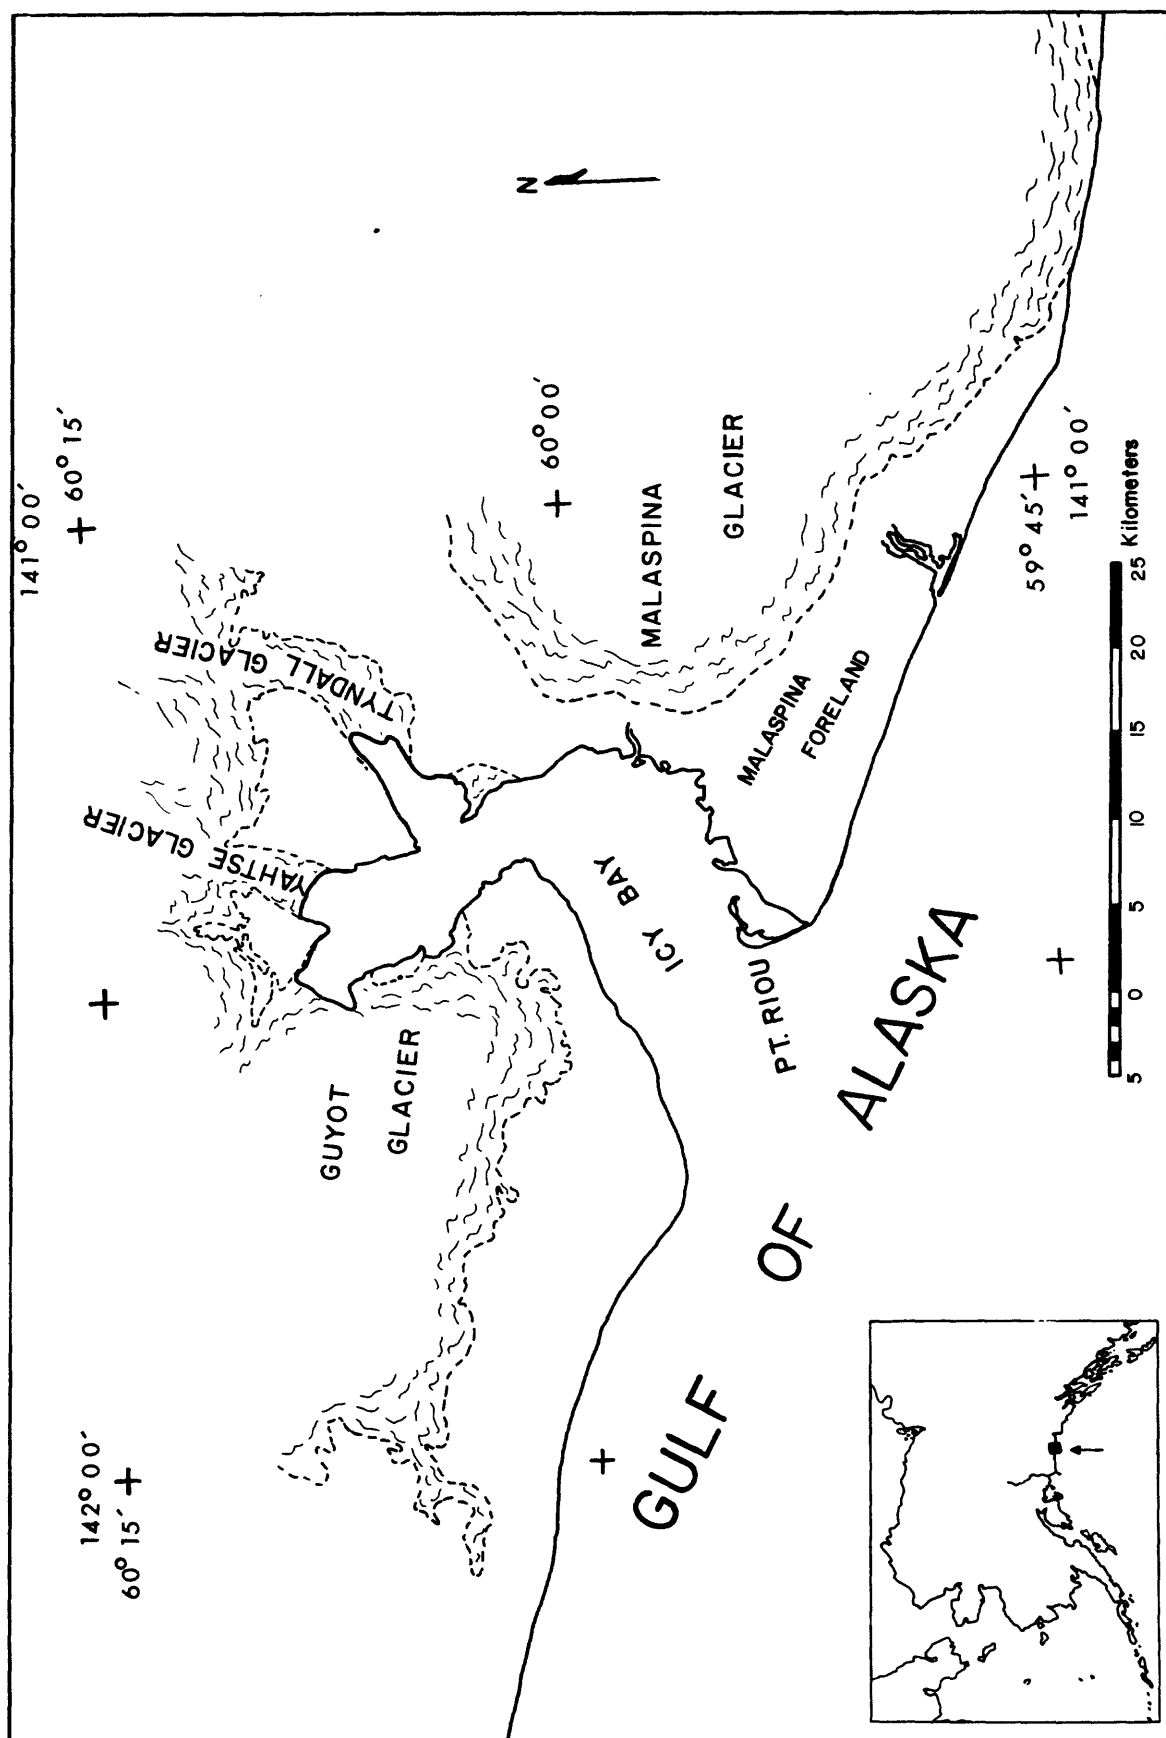 142° 00′
60° 15′
141° 00′
60° 15′
YAHTSE GLACIER
TYNDALL GLACIER
GUYOT
GLACIER
N
60° 00′
MALASPINA
GLACIER
ICY BAY
MALASPINA
FORELAND
PT. RIOU
GULF OF ALASKA
59° 45′
141° 00′
5 0 5 10 15 20 25
Kilometers